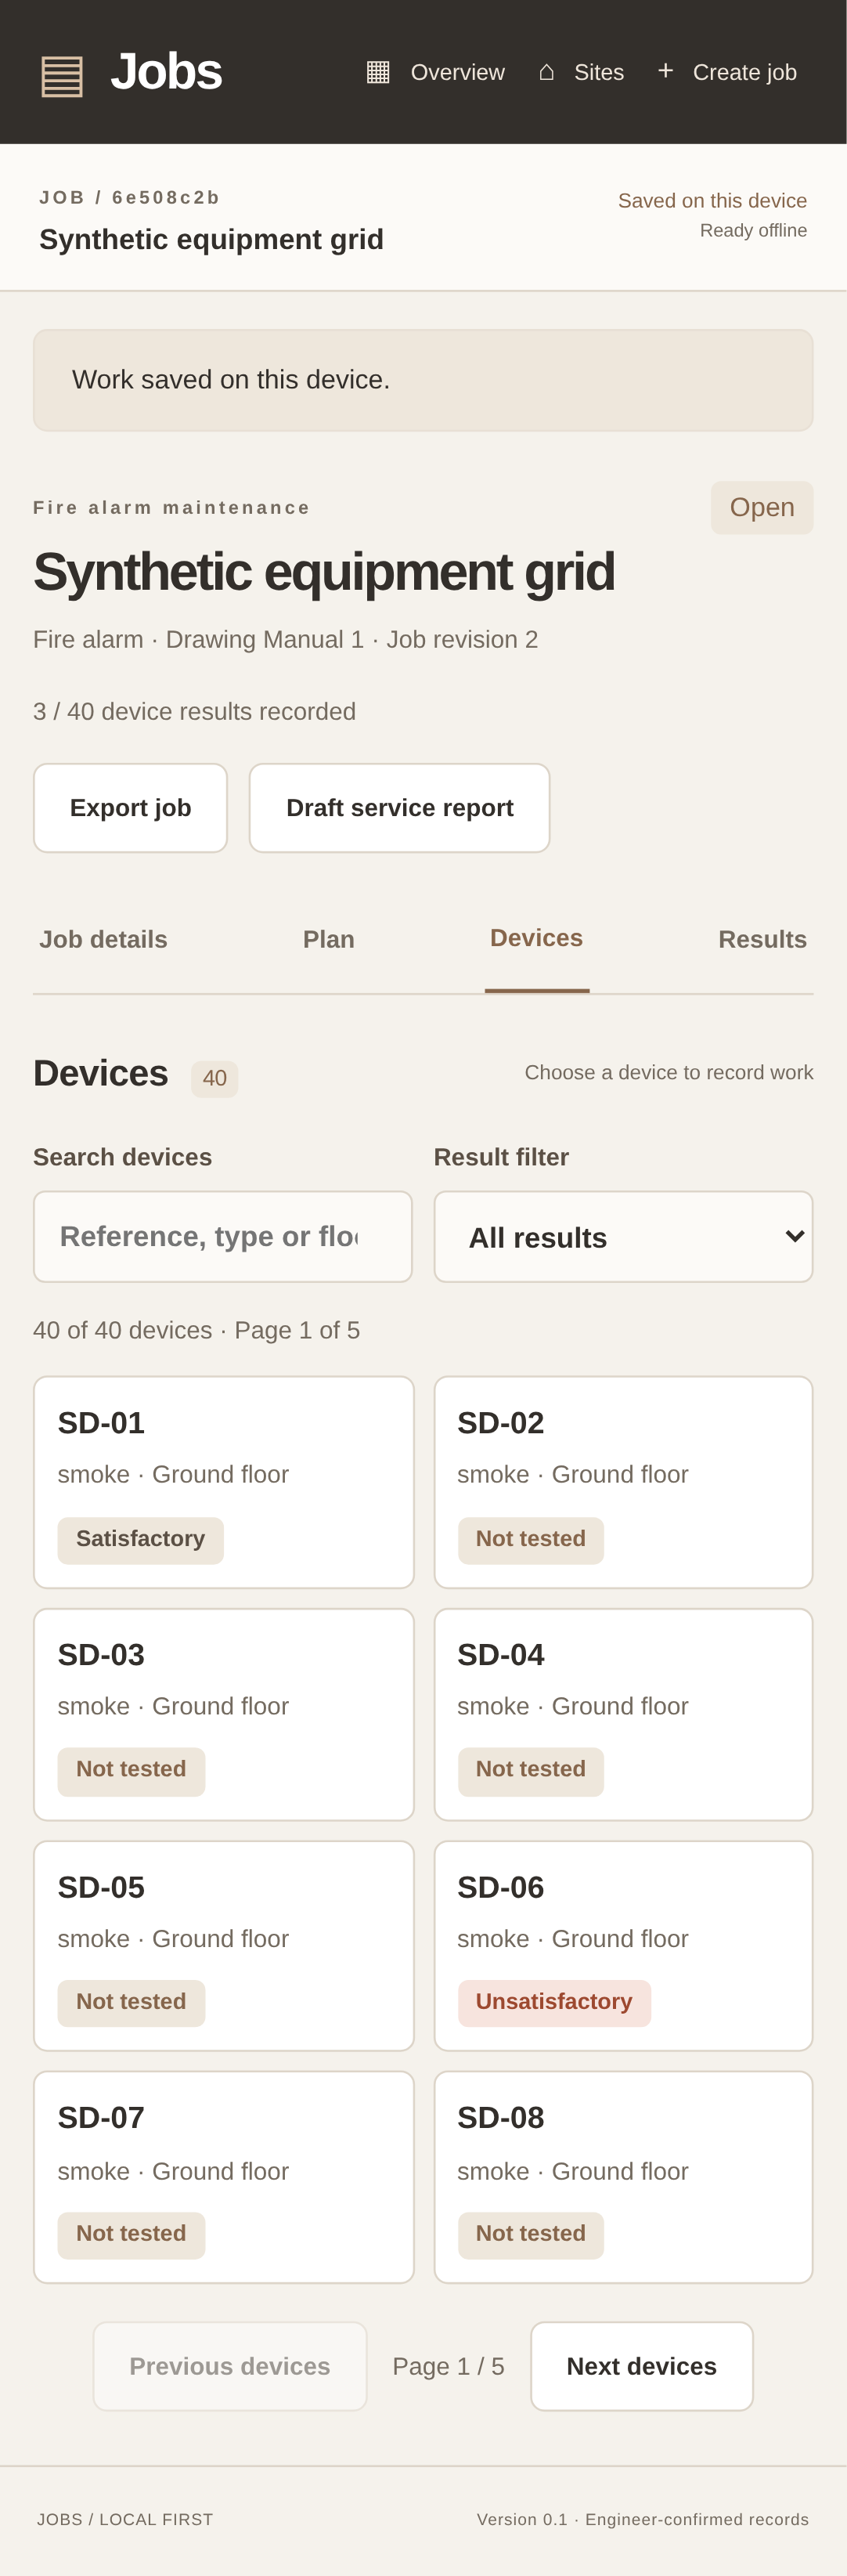 Jobs
Overview
Sites
+ Create job
JOB / 6e508c2b
Synthetic equipment grid
Saved on this device
Ready offline
Work saved on this device.
Fire alarm maintenance
Open
Synthetic equipment grid
Fire alarm · Drawing Manual 1 · Job revision 2
3 / 40 device results recorded
Export job
Draft service report
Job details
Plan
Devices
Results
Devices 40
Choose a device to record work
Search devices
Result filter
Reference, type or floo
All results
40 of 40 devices · Page 1 of 5
SD-01
smoke · Ground floor
Satisfactory
SD-02
smoke · Ground floor
Not tested
SD-03
smoke · Ground floor
Not tested
SD-04
smoke · Ground floor
Not tested
SD-05
smoke · Ground floor
Not tested
SD-06
smoke · Ground floor
Unsatisfactory
SD-07
smoke · Ground floor
Not tested
SD-08
smoke · Ground floor
Not tested
Previous devices
Page 1 / 5
Next devices
JOBS / LOCAL FIRST
Version 0.1 · Engineer-confirmed records